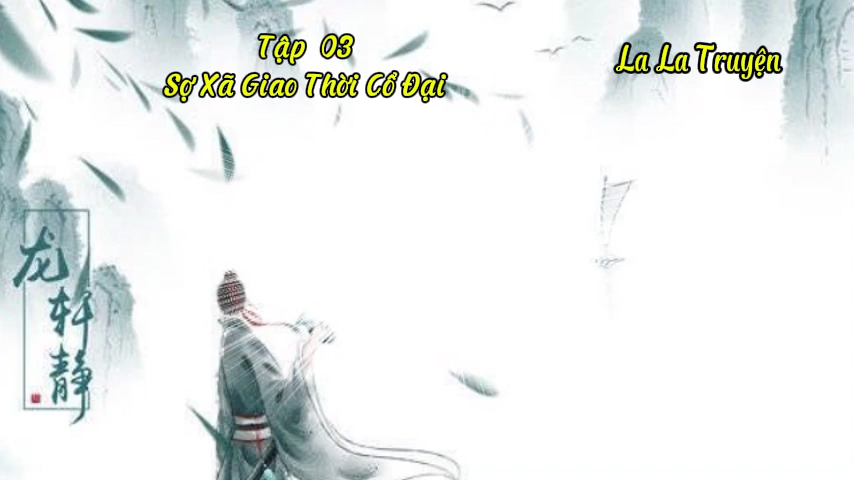 Tập 03
Sợ Xã Giao Thời Cổ Đại
La La Truyện
龙轩静